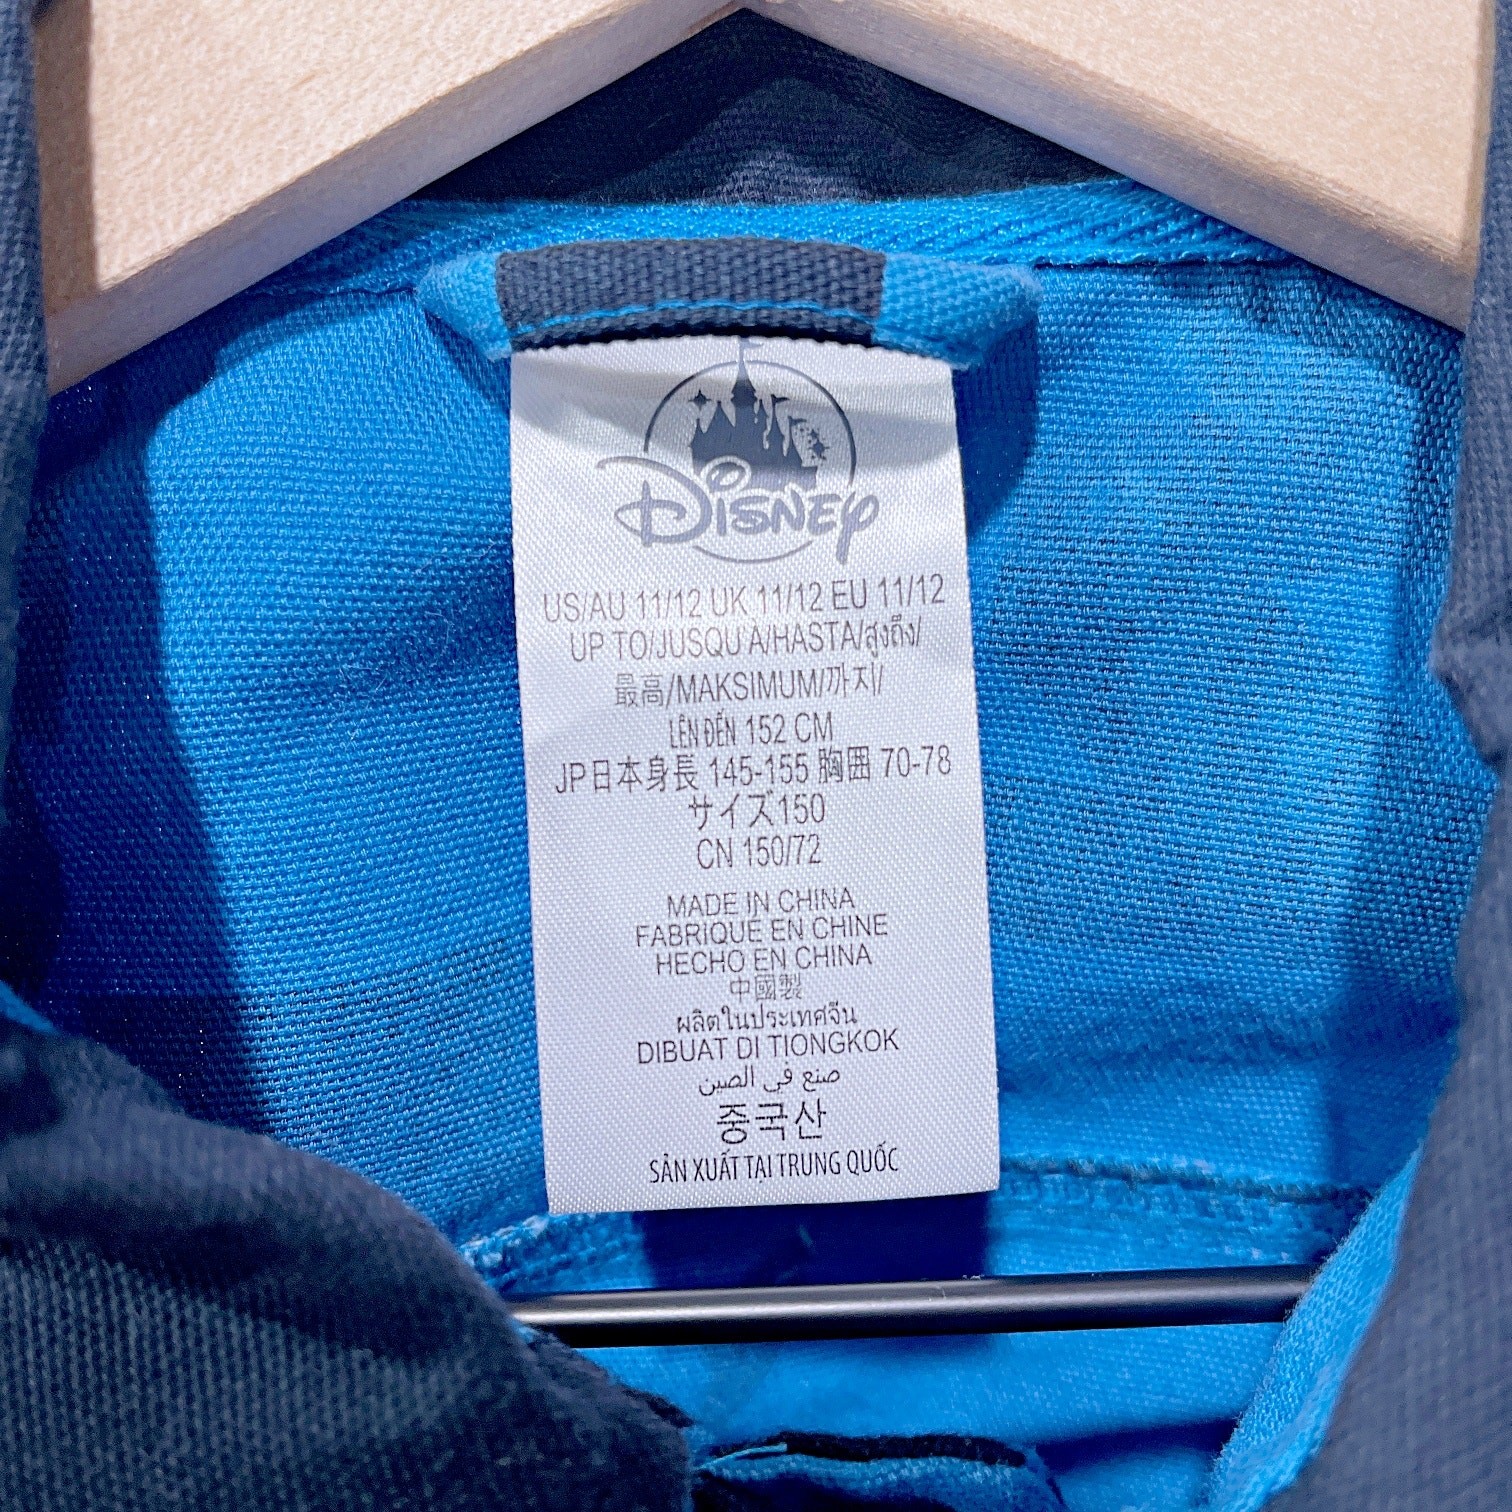 Disney
US/AU 11/12 UK 11/12 EU 11/12
UP TO/JUSQU'A/HASTA/สูงถึง/
最高/MAKSIMUM/까지/
LÊN ĐẾN 152 CM
JP日本身長 145-155 胸囲 70-78
サイズ150
CN 150/72
MADE IN CHINA
FABRIQUÉ EN CHINE
HECHO EN CHINA
中國製
ผลิตในประเทศจีน
DIBUAT DI TIONGKOK
صنع في الصين
중국산
SẢN XUẤT TẠI TRUNG QUỐC